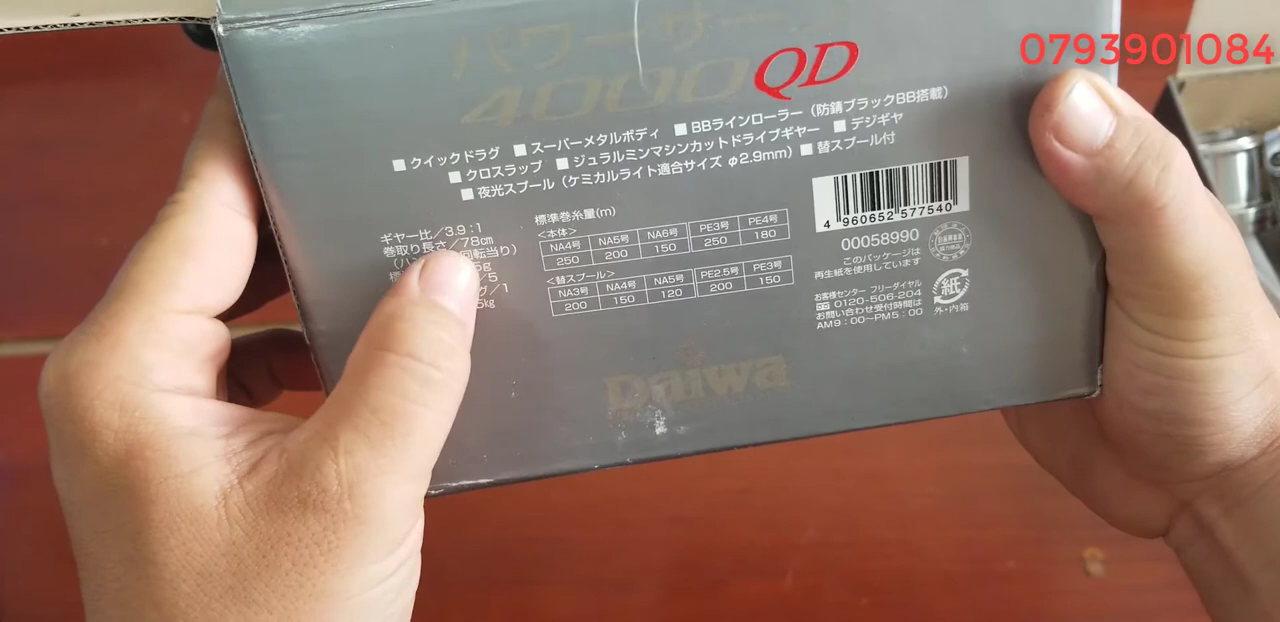 0793901084
パワーサー
4000 QD
■ クイックドラグ ■ スーパーメタルボディ ■ BBラインローラー（防錆ブラックBB搭載）
■ クロスラップ ■ ジュラルミンマシンカットドライブギヤー ■ デジギヤ
■ 夜光スプール（ケミカルライト適合サイズ φ2.9mm） ■ 替スプール付
ギヤー比／3.9：1
巻取り長さ／78cm
回転当り）
標準巻糸量(m)
<本体>
NA4号 NA5号 NA6号 PE3号 PE4号
250 200 150 250 180
<替スプール>
NA3号 NA4号 NA5号 PE2.5号 PE3号
200 150 120 200 150
4 960652 577540
00058990
このパッケージは
再生紙を使用しています
お客様センター フリーダイヤル
0120-506-204
お問い合わせ受付時間は
AM9：00〜PM5：00
紙
外・内箱
Daiwa